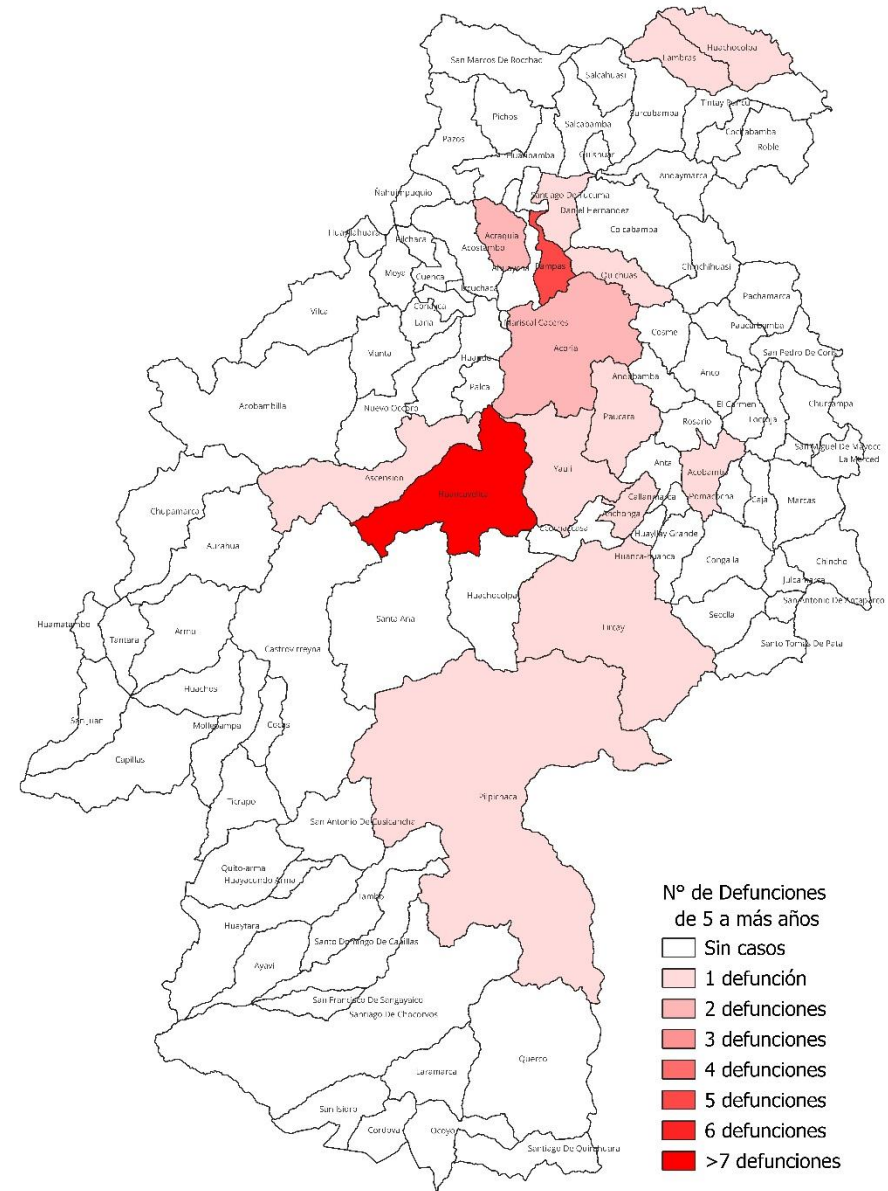 San Marcos De Rocchac
Lambras
Huachocolpa
Salcahuasi
Pichos
Salcabamba
Surcubamba
Pazos
Roble
Quishuar
Andaymarca
Ñahuimpuquio
Santiago De Tucuma
Daniel Hernandez
Colcabamba
Acraquia
Acostambo
Pilchaca
Moya
Cuenca
Izcuchaca
Pampas
Quichuas
Chinchihuasi
Pachamarca
Paucarbamba
Vilca
Conayca
Laria
Mariscal Caceres
Cosme
San Pedro De Coris
Manta
Huando
Acoria
Andabamba
Anco
Palca
El Carmen
Churcampa
Acobambilla
Nuevo Occoro
Paucara
Rosario
Locroja
San Miguel De Mayocc
La Merced
Ascension
Huancavelica
Yauli
Anta
Acobamba
Pomacocha
Caja
Marcas
Chupamarca
Callanmarca
Anchonga
Ccochaccasa
Huayllay Grande
Aurahua
Huanca-huanca
Congalla
Chincho
Julcamarca
San Antonio De Antaparco
Huachocolpa
Santa Ana
Huamatambo
Tantara
Arma
Lircay
Secclla
Santo Tomas De Pata
Castrovirreyna
Huachos
San Juan
Mollepampa
Cocas
Capillas
Pilpichaca
Ticrapo
San Antonio De Cusicancha
Quito-arma
Huayacundo Arma
Tambo
Huaytara
Santo Domingo De Capillas
Ayavi
San Francisco De Sangayaico
Santiago De Chocorvos
Querco
Laramarca
San Isidro
Cordova
Ocoyo
Santiago De Quirahuara
N° de Defunciones
de 5 a más años
Sin casos
1 defunción
2 defunciones
3 defunciones
4 defunciones
5 defunciones
6 defunciones
>7 defunciones